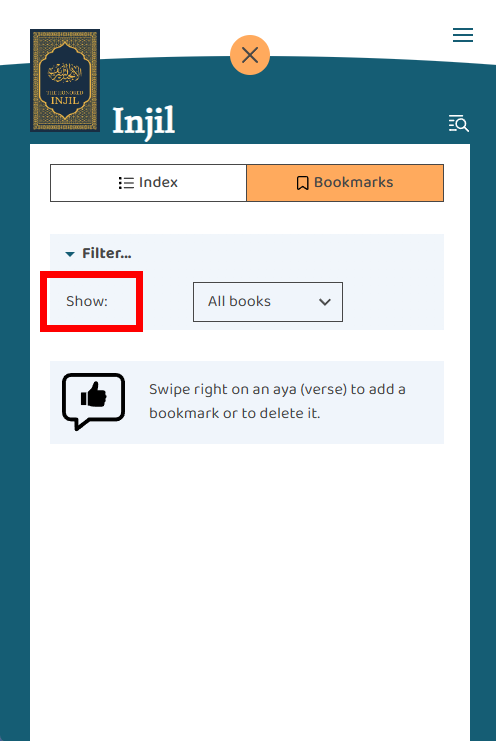 THE HONORED
INJIL
Injil
Index
Bookmarks
Filter...
Show:
All books
Swipe right on an aya (verse) to add a
bookmark or to delete it.